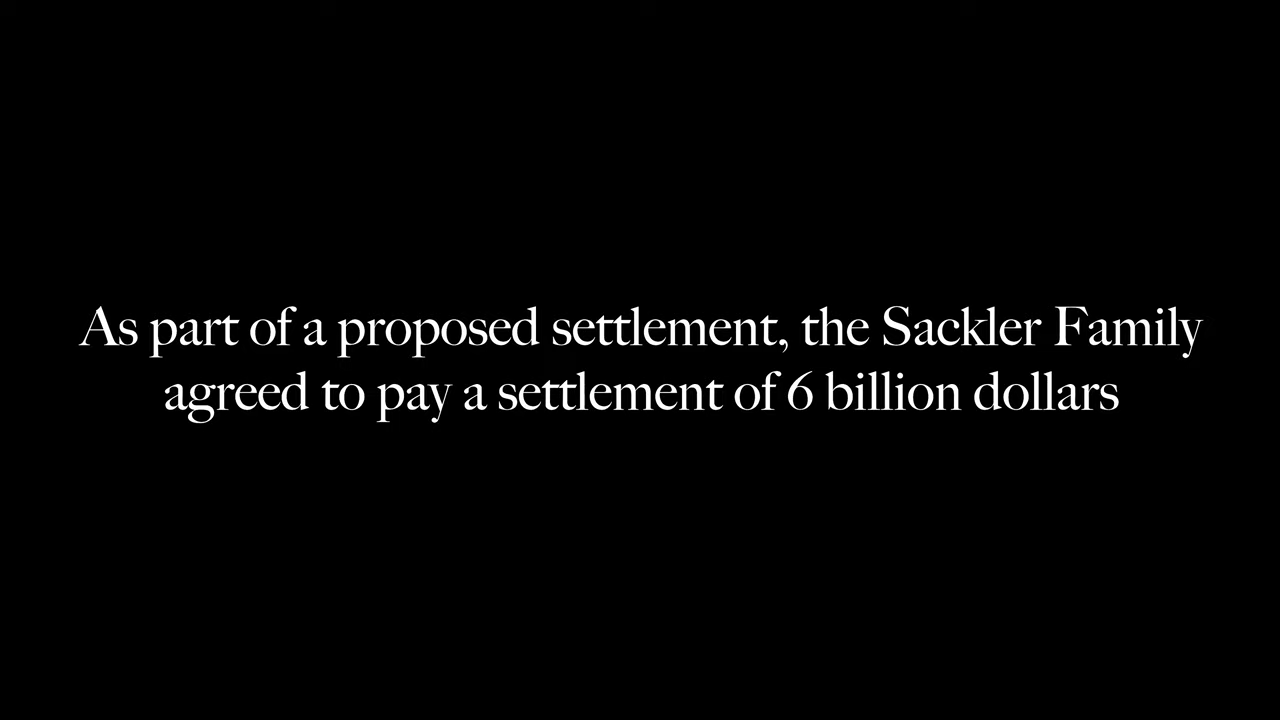 As part of a proposed settlement, the Sackler Family
agreed to pay a settlement of 6 billion dollars